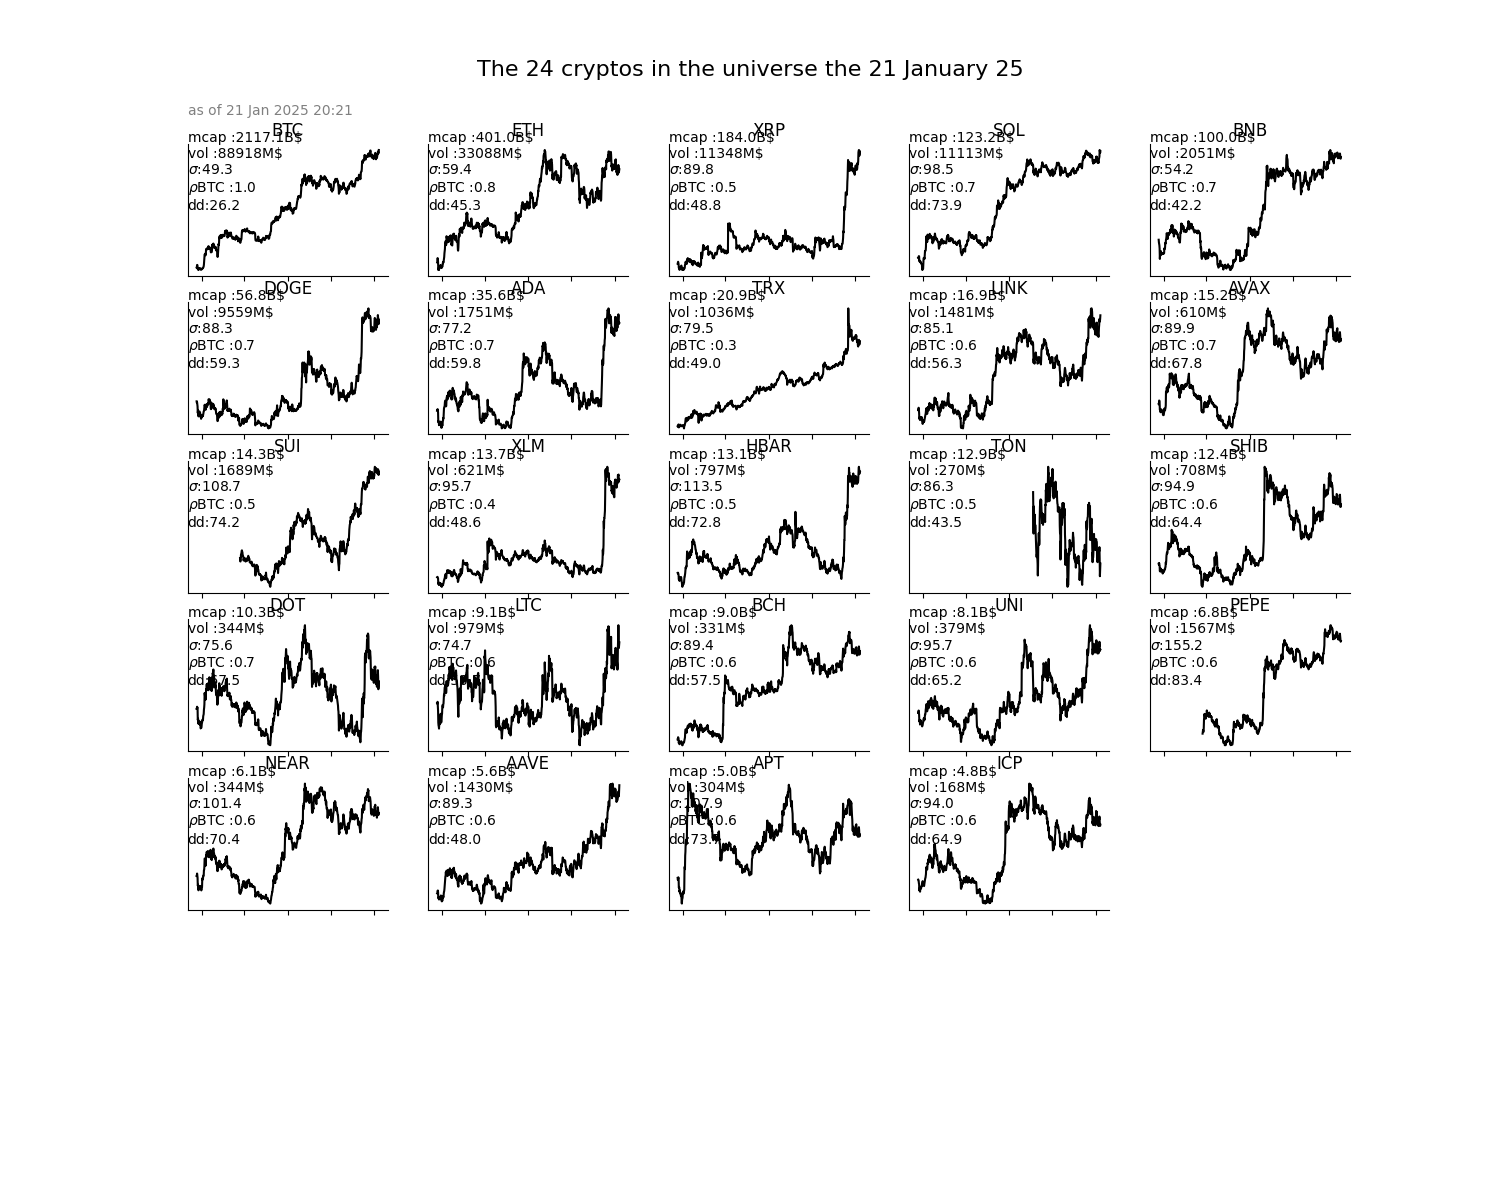 The 24 cryptos in the universe the 21 January 25
as of 21 Jan 2025 20:21
BTC
mcap :2117.1B$
vol :88918M$
σ:49.3
ρBTC :1.0
dd:26.2
ETH
mcap :401.0B$
vol :33088M$
σ:59.4
ρBTC :0.8
dd:45.3
XRP
mcap :184.0B$
vol :11348M$
σ:89.8
ρBTC :0.5
dd:48.8
SOL
mcap :123.2B$
vol :11113M$
σ:98.5
ρBTC :0.7
dd:73.9
BNB
mcap :100.0B$
vol :2051M$
σ:54.2
ρBTC :0.7
dd:42.2
DOGE
mcap :56.8B$
vol :9559M$
σ:88.3
ρBTC :0.7
dd:59.3
ADA
mcap :35.6B$
vol :1751M$
σ:77.2
ρBTC :0.7
dd:59.8
TRX
mcap :20.9B$
vol :1036M$
σ:79.5
ρBTC :0.3
dd:49.0
LINK
mcap :16.9B$
vol :1481M$
σ:85.1
ρBTC :0.6
dd:56.3
AVAX
mcap :15.2B$
vol :610M$
σ:89.9
ρBTC :0.7
dd:67.8
SUI
mcap :14.3B$
vol :1689M$
σ:108.7
ρBTC :0.5
dd:74.2
XLM
mcap :13.7B$
vol :621M$
σ:95.7
ρBTC :0.4
dd:48.6
HBAR
mcap :13.1B$
vol :797M$
σ:113.5
ρBTC :0.5
dd:72.8
TON
mcap :12.9B$
vol :270M$
σ:86.3
ρBTC :0.5
dd:43.5
SHIB
mcap :12.4B$
vol :708M$
σ:94.9
ρBTC :0.6
dd:64.4
DOT
mcap :10.3B$
vol :344M$
σ:75.6
ρBTC :0.7
LTC
mcap :9.1B$
vol :979M$
σ:74.7
ρBTC :0.6
BCH
mcap :9.0B$
vol :331M$
σ:89.4
ρBTC :0.6
dd:57.5
UNI
mcap :8.1B$
vol :379M$
σ:95.7
ρBTC :0.6
dd:65.2
PEPE
mcap :6.8B$
vol :1567M$
σ:155.2
ρBTC :0.6
dd:83.4
NEAR
mcap :6.1B$
vol :344M$
σ:101.4
ρBTC :0.6
dd:70.4
AAVE
mcap :5.6B$
vol :1430M$
σ:89.3
ρBTC :0.6
dd:48.0
APT
mcap :5.0B$
vol :304M$
σ:107.9
ρBTC :0.6
ICP
mcap :4.8B$
vol :168M$
σ:94.0
ρBTC :0.6
dd:64.9